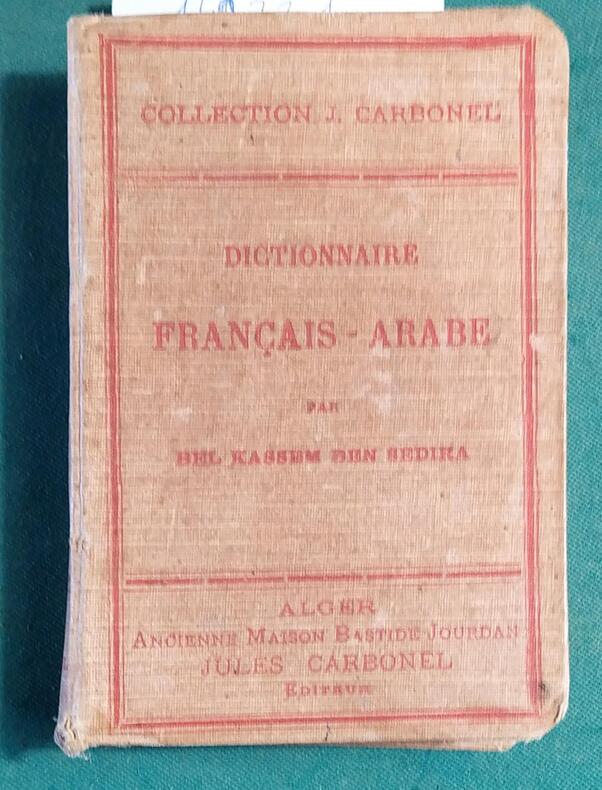 COLLECTION J. CARBONEL
DICTIONNAIRE
FRANÇAIS - ARABE
PAR
BEL KASSEM BEN SEDIRA
ALGER
ANCIENNE MAISON BASTIDE-JOURDAN
JULES CARBONEL
EDITEUR